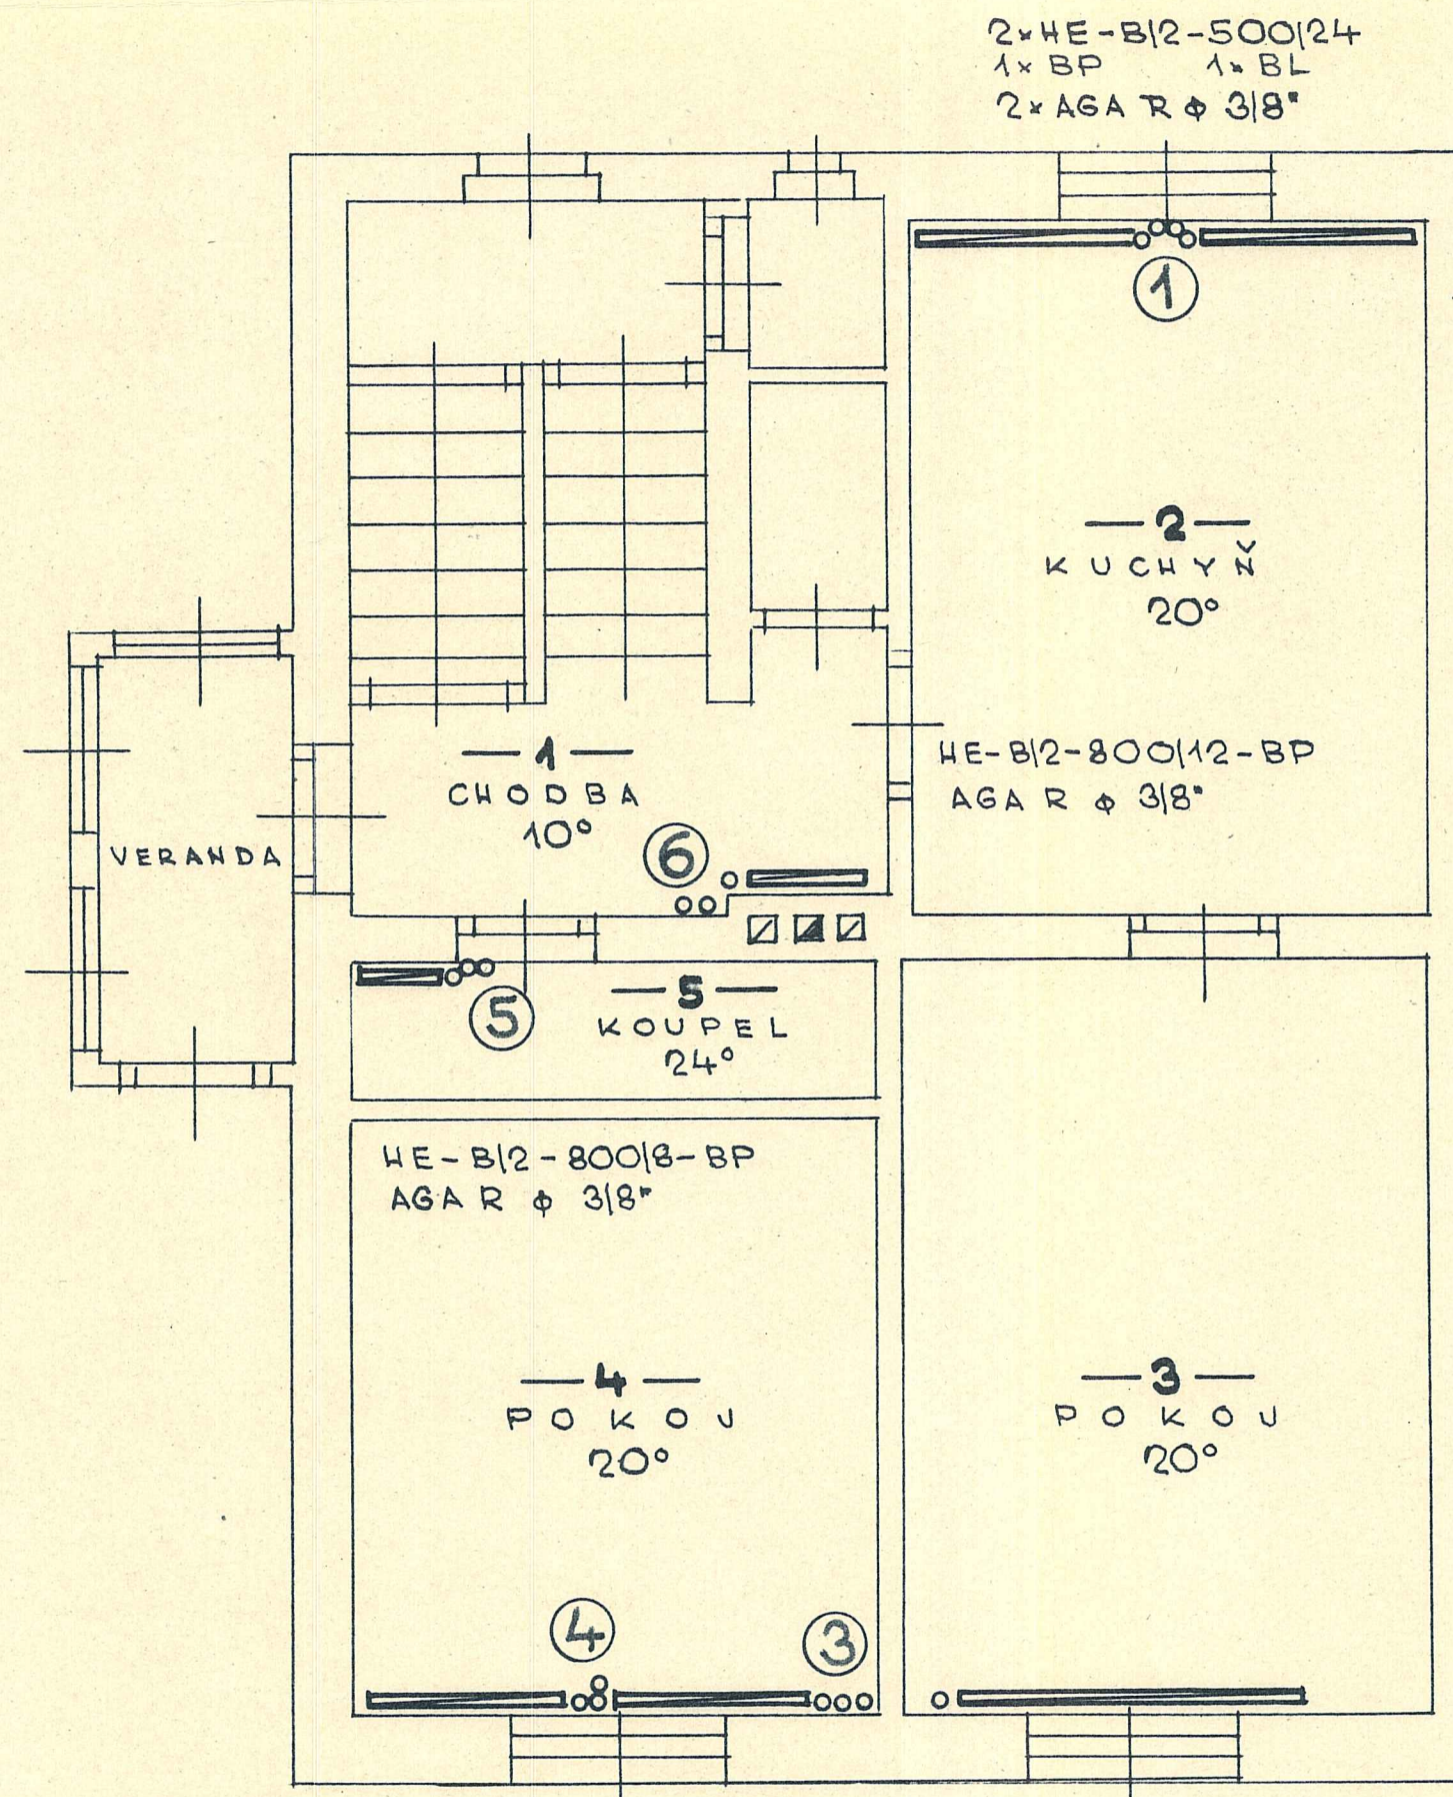 2×HE-B/2-500/24
1× BP 1× BL
2× AGA R ϕ 3/8"
1
2
KUCHYŇ
20°
HE-B/2-800/12-BP
AGA R ϕ 3/8"
1
CHODBA
10°
6
VERANDA
5
5
KOUPEL
24°
HE-B/2-800/8-BP
AGA R ϕ 3/8"
4
POKOJ
20°
3
POKOJ
20°
4
3